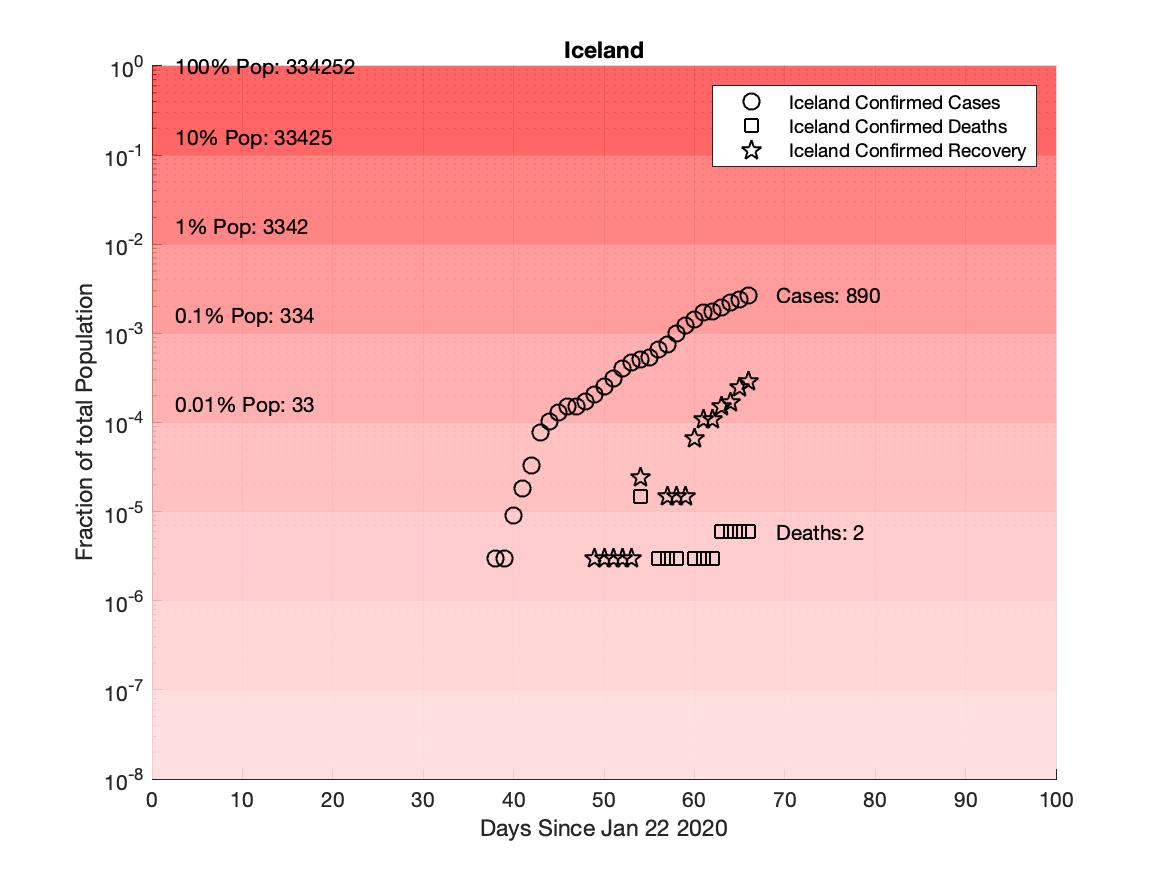 Iceland
10^0
10^-1
10^-2
10^-3
10^-4
10^-5
10^-6
10^-7
10^-8
Fraction of total Population
100% Pop: 334252
10% Pop: 33425
1% Pop: 3342
0.1% Pop: 334
0.01% Pop: 33
Iceland Confirmed Cases
Iceland Confirmed Deaths
Iceland Confirmed Recovery
Cases: 890
Deaths: 2
0 10 20 30 40 50 60 70 80 90 100
Days Since Jan 22 2020